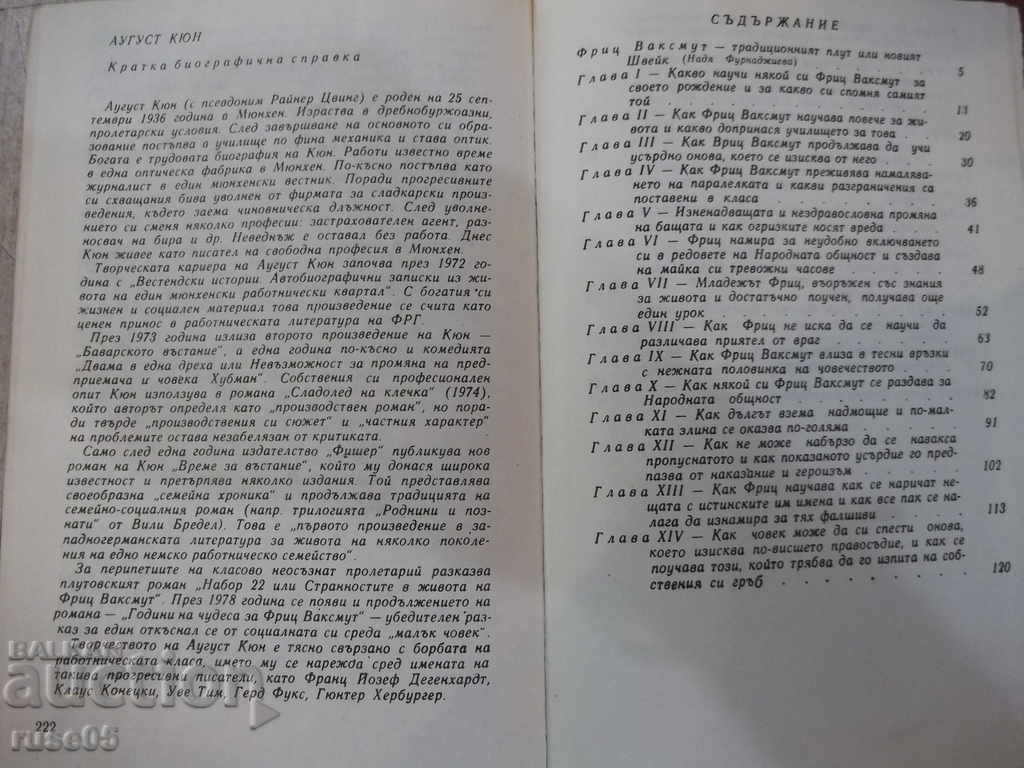 АУГУСТ КЮН
Кратка биографична справка
Аугуст Кюн (с псевдоним Райнер Цвинг) е роден на 25 сеп-
тември 1936 година в Мюнхен. Израства в дребнобуржоазни,
пролетарски условия. След завършване на основното си обра-
зование постъпва в училище по фина механика и става оптик.
Богата е трудовата биография на Кюн. Работи известно време
в една оптическа фабрика в Мюнхен. По-късно постъпва като
журналист в един мюнхенски вестник. Поради прогресивните
си схващания бива уволнен от фирмата за сладкарски произ-
ведения, където заема чиновническа длъжност. След уволне-
нието си сменя няколко професии: застрахователен агент, раз-
носвач на бира и др. Неведнъж е оставал без работа. Днес
Кюн живее като писател на свободна професия в Мюнхен.
Творческата кариера на Аугуст Кюн започва през 1972 го-
дина с „Вестендски истории. Автобиографични записки из жи-
вота на един мюнхенски работнически квартал“. С богатия си
жизнен и социален материал това произведение се счита като
ценен принос в работническата литература на ФРГ.
През 1973 година излиза второто произведение на Кюн —
„Баварското въстание“, а една година по-късно и комедията
„Двама в една дреха или Невъзможност за промяна на пред-
приемача и човека Хубман“. Собствения си професионален
опит Кюн използува в романа „Сладолед на клечка“ (1974),
който авторът определя като „производствен роман“, но пора-
ди твърде „производствения си сюжет“ и „частния характер“
на проблемите остава незабелязан от критиката.
Само след една година издателство „Фишер“ публикува нов
роман на Кюн „Време за въстание“, който му донася широка
известност и претърпява няколко издания. Той представлява
своеобразна „семейна хроника“ и продължава традицията на
семейно-социалния роман (напр. трилогията „Роднини и поз-
нати“ от Вили Бредел). Това е „първото произведение в за-
падногерманската литература за живота на няколко поколе-
ния на едно немско работническо семейство“.
За перипетиите на класово неосъзнат пролетарий разказва
плутовският роман „Набор 22 или Странностите в живота на
Фриц Ваксмут“. През 1978 година се появи и продължението на
романа — „Години на чудеса за Фриц Ваксмут“ — убедителен раз-
каз за един откъснал се от социалната си среда „малък човек“.
Творчеството на Аугуст Кюн е тясно свързано с борбата на
работническата класа, името му се нарежда сред имената на
такива прогресивни писатели, като Франц Йозеф Дегенхардт,
Клаус Конецки, Уве Тим, Герд Фукс, Гюнтер Хербургер.
222
СЪДЪРЖАНИЕ
Фриц Ваксмут — традиционният плут или новият
Швейк (Надя Фурнаджиева) . . . . . . . 5
Глава I — Какво научи някой си Фриц Ваксмут за
своето рождение и за какво си спомня самият
той . . . . . . . . . . 13
Глава II — Как Фриц Ваксмут научава повече за жи-
вота и какво допринася училището за това . . 20
Глава III — Как Вриц Ваксмут продължава да учи
усърдно онова, което се изисква от него . . . 30
Глава IV — Как Фриц Ваксмут преживява намалява-
нето на паралелката и какви разграничения са
поставени в класа . . . . . . . . 36
Глава V — Изненадващата и нездравословна промяна
на бащата и как огризките носят вреда . . . 41
Глава VI — Фриц намира за неудобно включването
си в редовете на Народната общност и създава
на майка си тревожни часове . . . . . 48
Глава VII — Младежът Фриц, въоръжен със знания
за живота и достатъчно поучен, получава още
един урок . . . . . . . . . 52
Глава VIII — Как Фриц не иска да се научи да
различава приятел от враг . . . . . . 63
Глава IX — Как Фриц Ваксмут влиза в тесни връзки
с нежната половинка на човечеството . . . . 70
Глава X — Как някой си Фриц Ваксмут се раздава за
Народната общност . . . . . . . . 82
Глава XI — Как дългът взема надмощие и по-мал-
ката злина се оказва по-голяма . . . . . 91
Глава XII — Как не може набързо да се навакса
пропуснатото и как показаното усърдие го пред-
пазва от наказание и героизъм . . . . . 102
Глава XIII — Как Фриц научава как се наричат не-
щата с истинските им имена и как все пак се на-
лага да изнамира за тях фалшиви . . . . 113
Глава XIV — Как човек може да си спести онова,
което изисква по-висшето правосъдие, и как се
поучава този, който трябва да го изпита на соб-
ствения си гръб . . . . . . . . 120
BALKAN
auction
ruse05